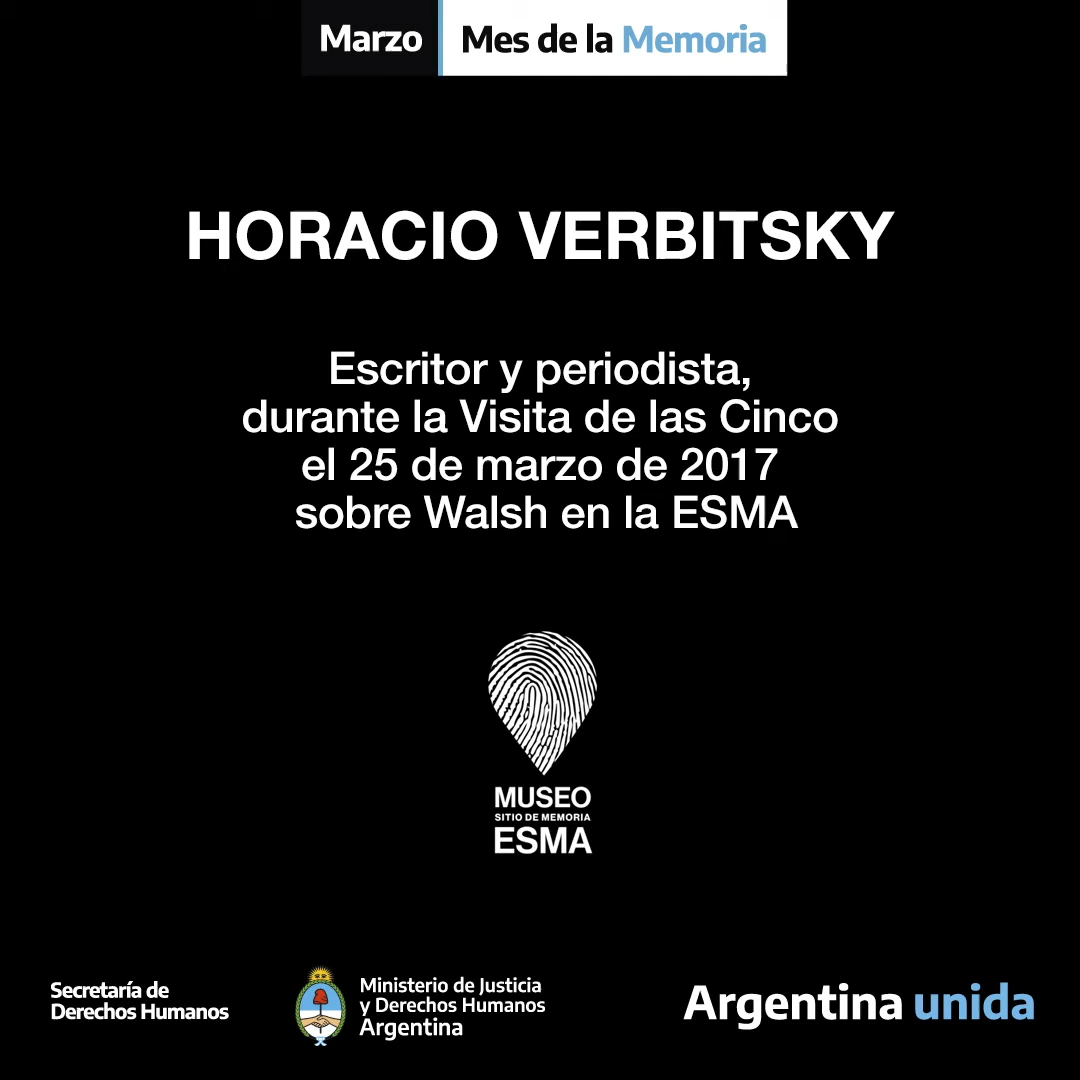 Marzo Mes de la Memoria
HORACIO VERBITSKY
Escritor y periodista,
durante la Visita de las Cinco
el 25 de marzo de 2017
sobre Walsh en la ESMA
MUSEO
SITIO DE MEMORIA
ESMA
Secretaría de
Derechos Humanos
Ministerio de Justicia
y Derechos Humanos
Argentina
Argentina unida